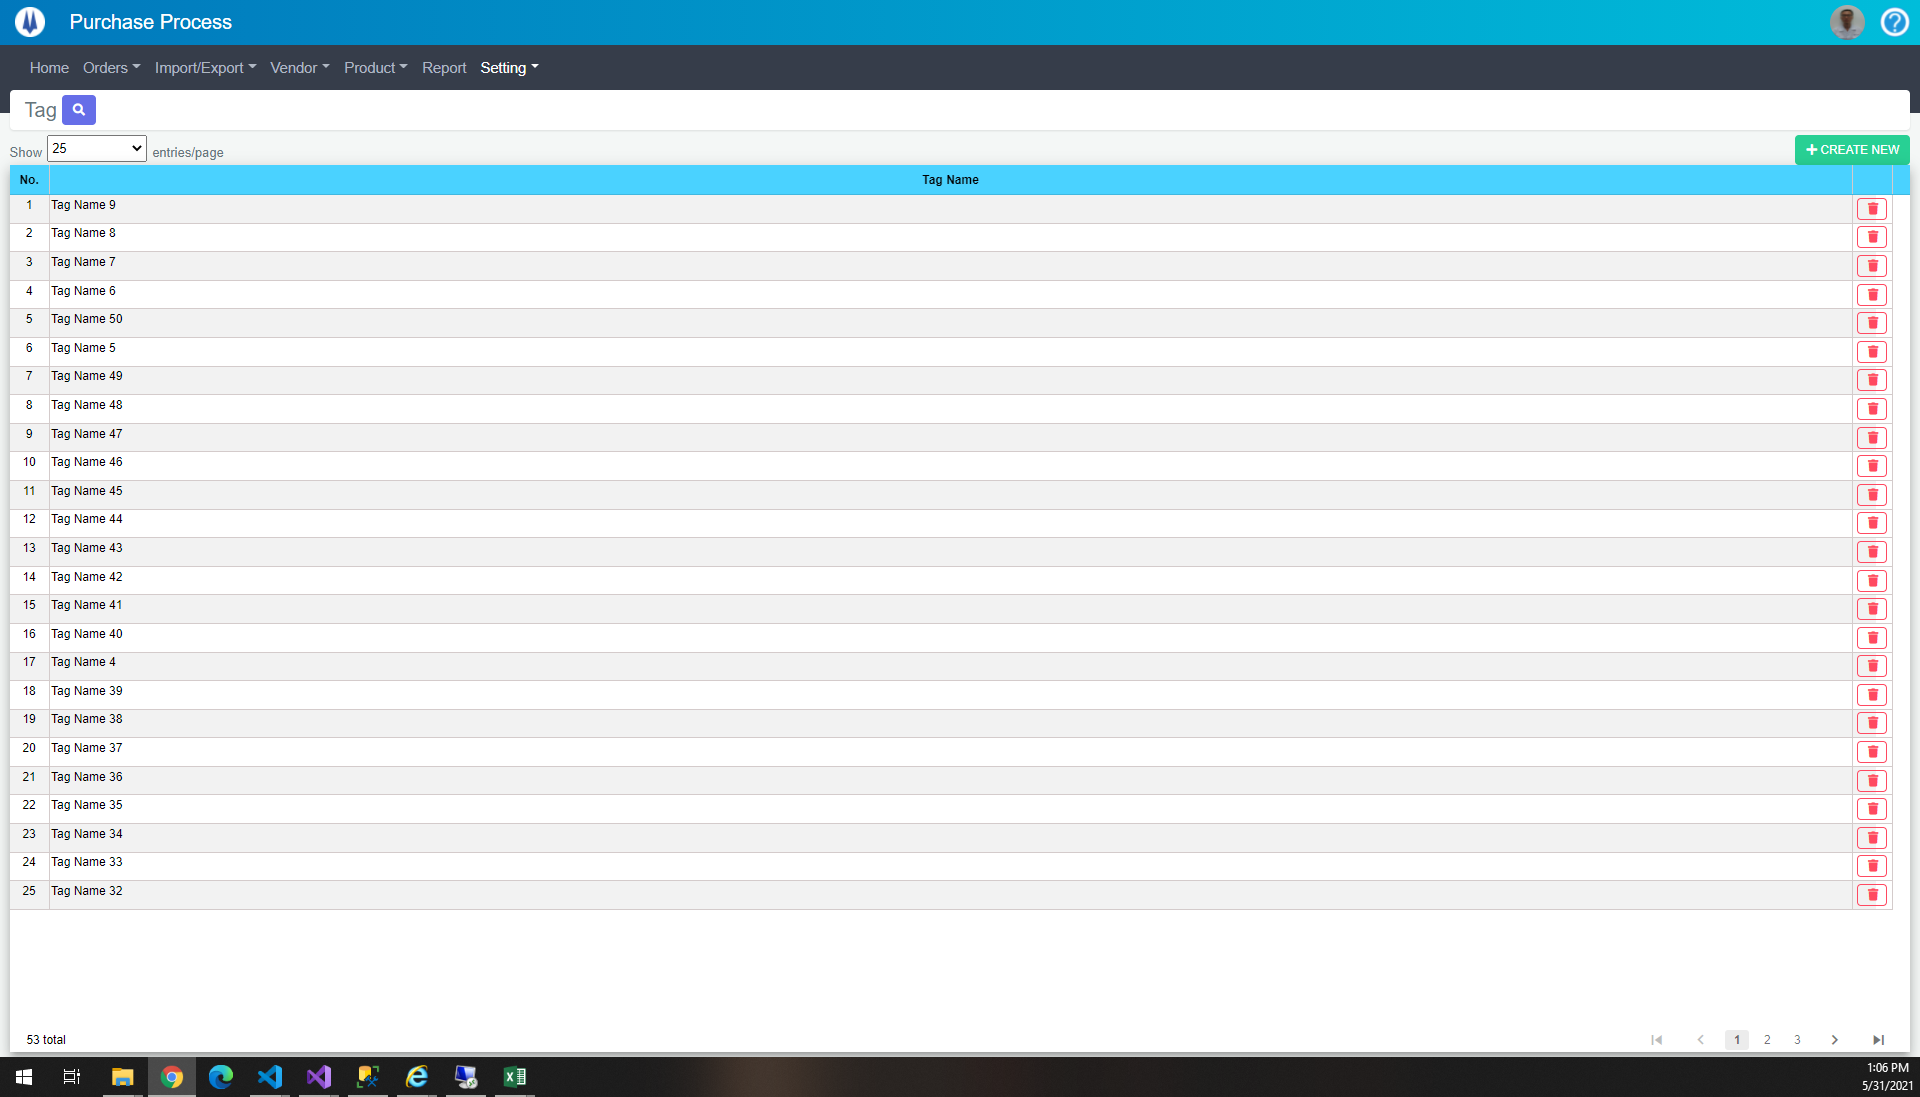 Purchase Process
Home Orders Import/Export Vendor Product Report Setting
Tag
Show 25 entries/page
CREATE NEW
No. Tag Name
1 Tag Name 9
2 Tag Name 8
3 Tag Name 7
4 Tag Name 6
5 Tag Name 50
6 Tag Name 5
7 Tag Name 49
8 Tag Name 48
9 Tag Name 47
10 Tag Name 46
11 Tag Name 45
12 Tag Name 44
13 Tag Name 43
14 Tag Name 42
15 Tag Name 41
16 Tag Name 40
17 Tag Name 4
18 Tag Name 39
19 Tag Name 38
20 Tag Name 37
21 Tag Name 36
22 Tag Name 35
23 Tag Name 34
24 Tag Name 33
25 Tag Name 32
53 total
1 2 3
1:06 PM
5/31/2021